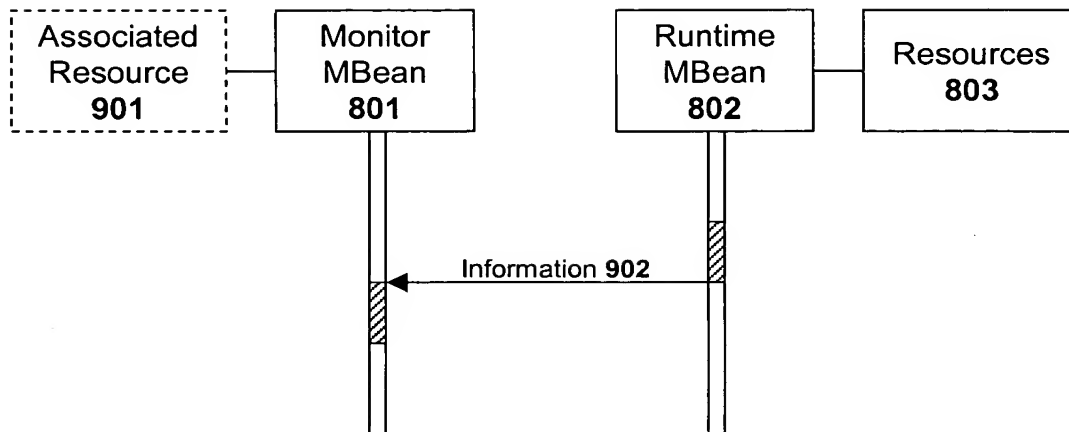 Associated
Resource
901
Monitor
MBean
801
Runtime
MBean
802
Resources
803
Information 902